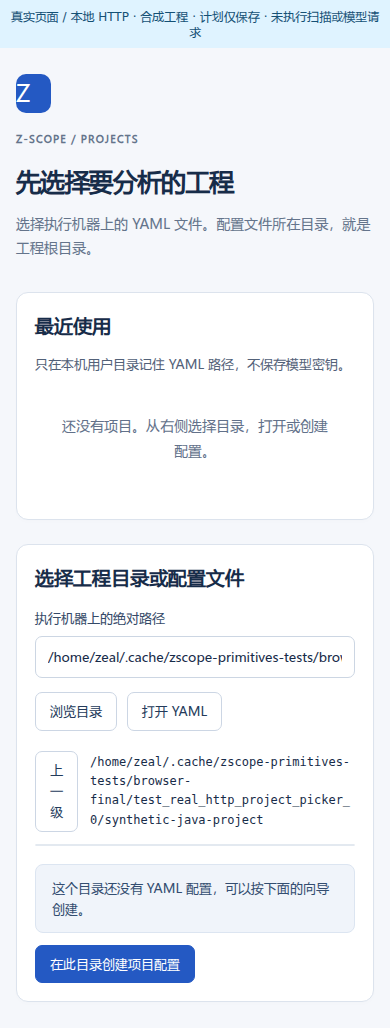 真实页面 / 本地 HTTP · 合成工程 · 计划仅保存 · 未执行扫描或模型请
求
Z
Z-SCOPE / PROJECTS
先选择要分析的工程
选择执行机器上的 YAML 文件。配置文件所在目录，就是
工程根目录。
最近使用
只在本机用户目录记住 YAML 路径，不保存模型密钥。
还没有项目。从右侧选择目录，打开或创建
配置。
选择工程目录或配置文件
执行机器上的绝对路径
/home/zeal/.cache/zscope-primitives-tests/brow
浏览目录
打开 YAML
上
一
级
/home/zeal/.cache/zscope-primitives-
tests/browser-
final/test_real_http_project_picker_
0/synthetic-java-project
这个目录还没有 YAML 配置，可以按下面的向导
创建。
在此目录创建项目配置